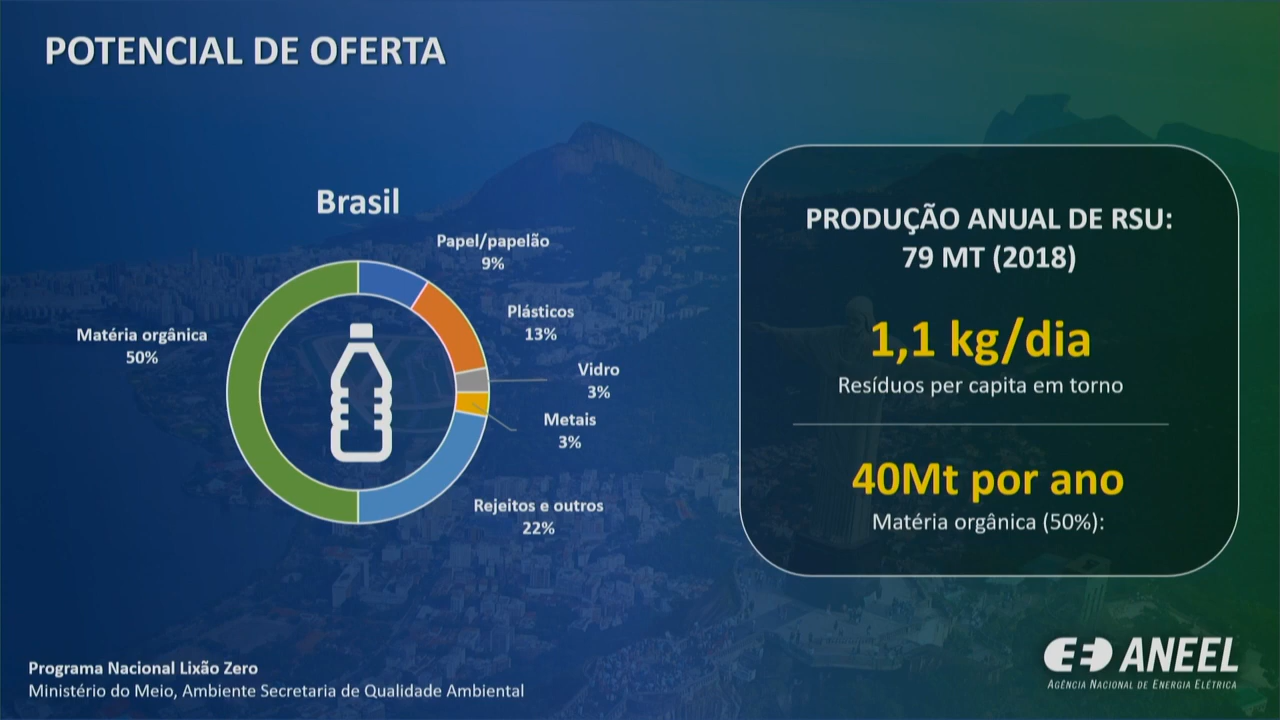 POTENCIAL DE OFERTA
Brasil
Papel/papelão
9%
Plásticos
13%
Matéria orgânica
50%
Vidro
3%
Metais
3%
Rejeitos e outros
22%
PRODUÇÃO ANUAL DE RSU:
79 MT (2018)
1,1 kg/dia
Resíduos per capita em torno
40Mt por ano
Matéria orgânica (50%):
Programa Nacional Lixão Zero
Ministério do Meio, Ambiente Secretaria de Qualidade Ambiental
ANEEL
AGÊNCIA NACIONAL DE ENERGIA ELÉTRICA